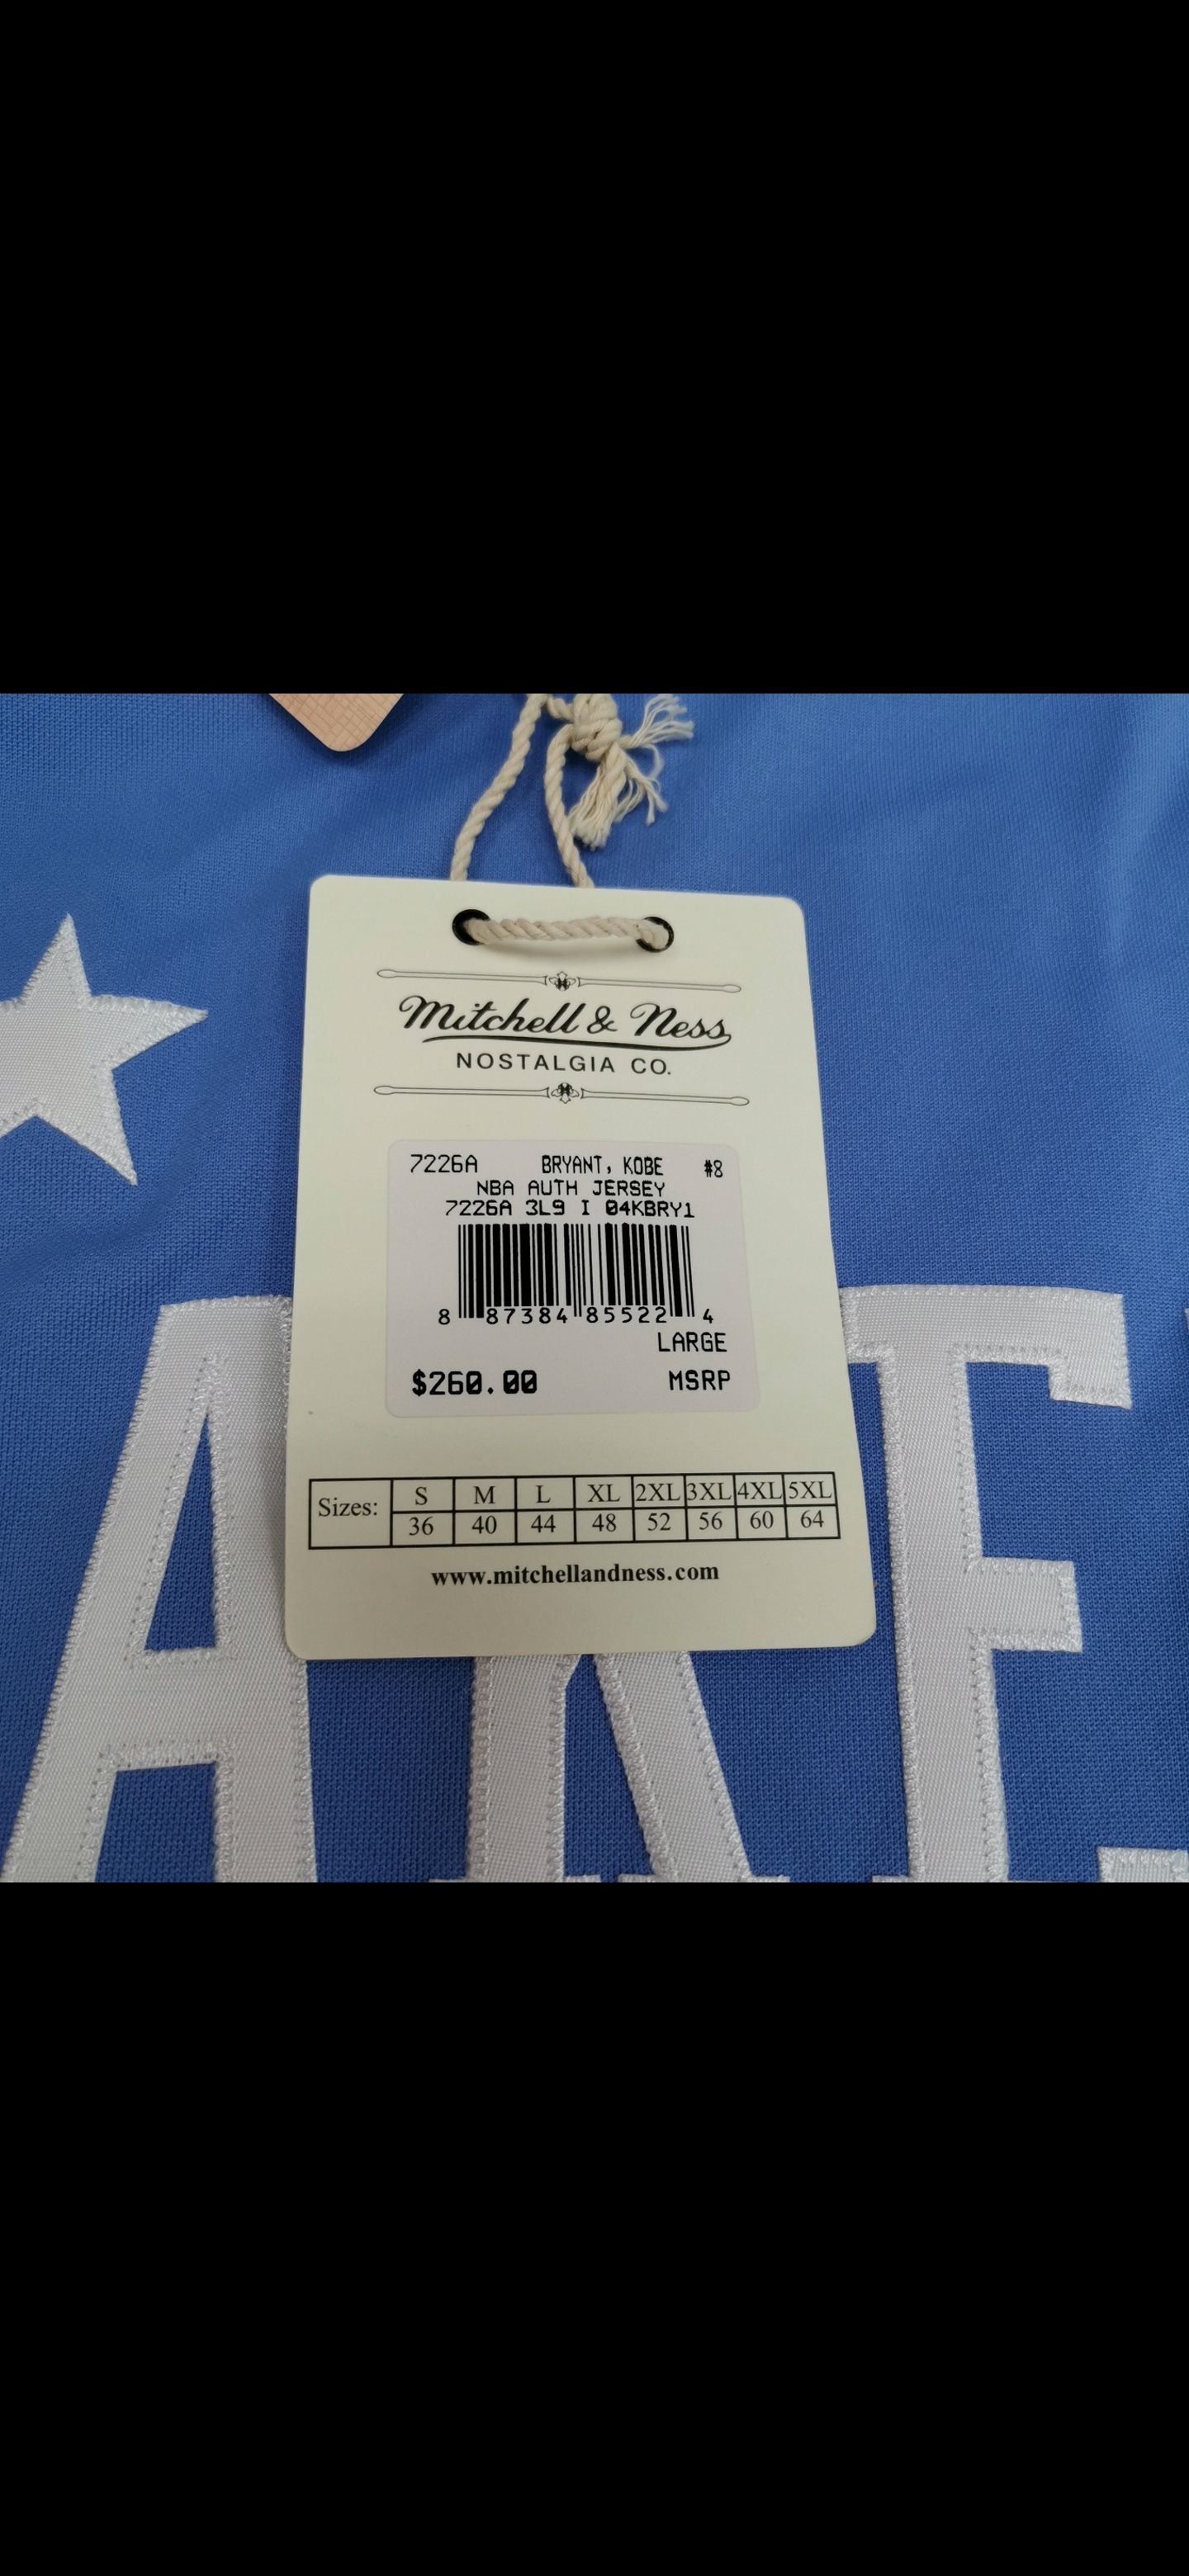 Mitchell & Ness
NOSTALGIA CO.
7226A BRYANT, KOBE #8
NBA AUTH JERSEY
7226A 3L9 I 04KBRY1
8 87384 85522 4
LARGE
$260.00 MSRP
Sizes: S M L XL 2XL 3XL 4XL 5XL
36 40 44 48 52 56 60 64
www.mitchellandness.com
AKE